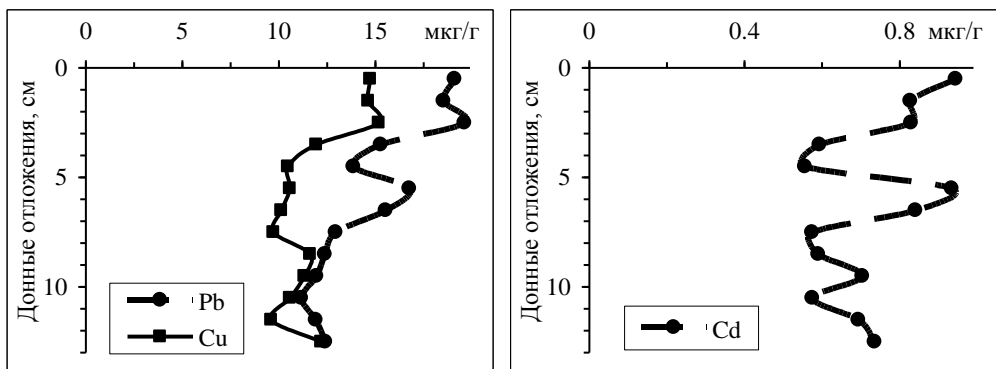 0 5 10 15 мкг/г
0
5
10
Донные отложения, см
Pb
Cu
0 0.4 0.8 мкг/г
0
5
10
Донные отложения, см
Cd